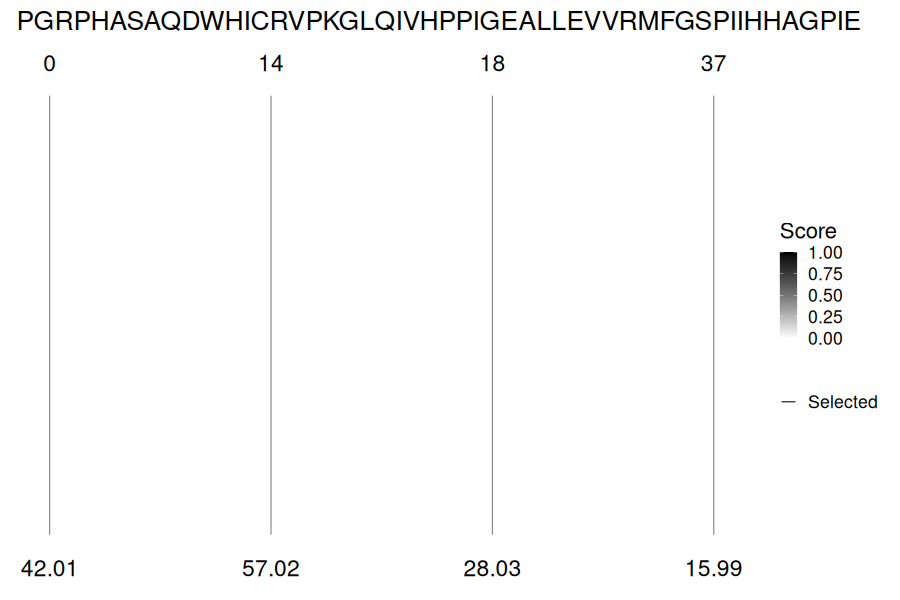 PGRPHASAQDWHICRVPKGLQIVHPPIGEALLEVVRMFGSPIIHHAGPIE
0 14 18 37
Score
1.00
0.75
0.50
0.25
0.00
Selected
42.01 57.02 28.03 15.99